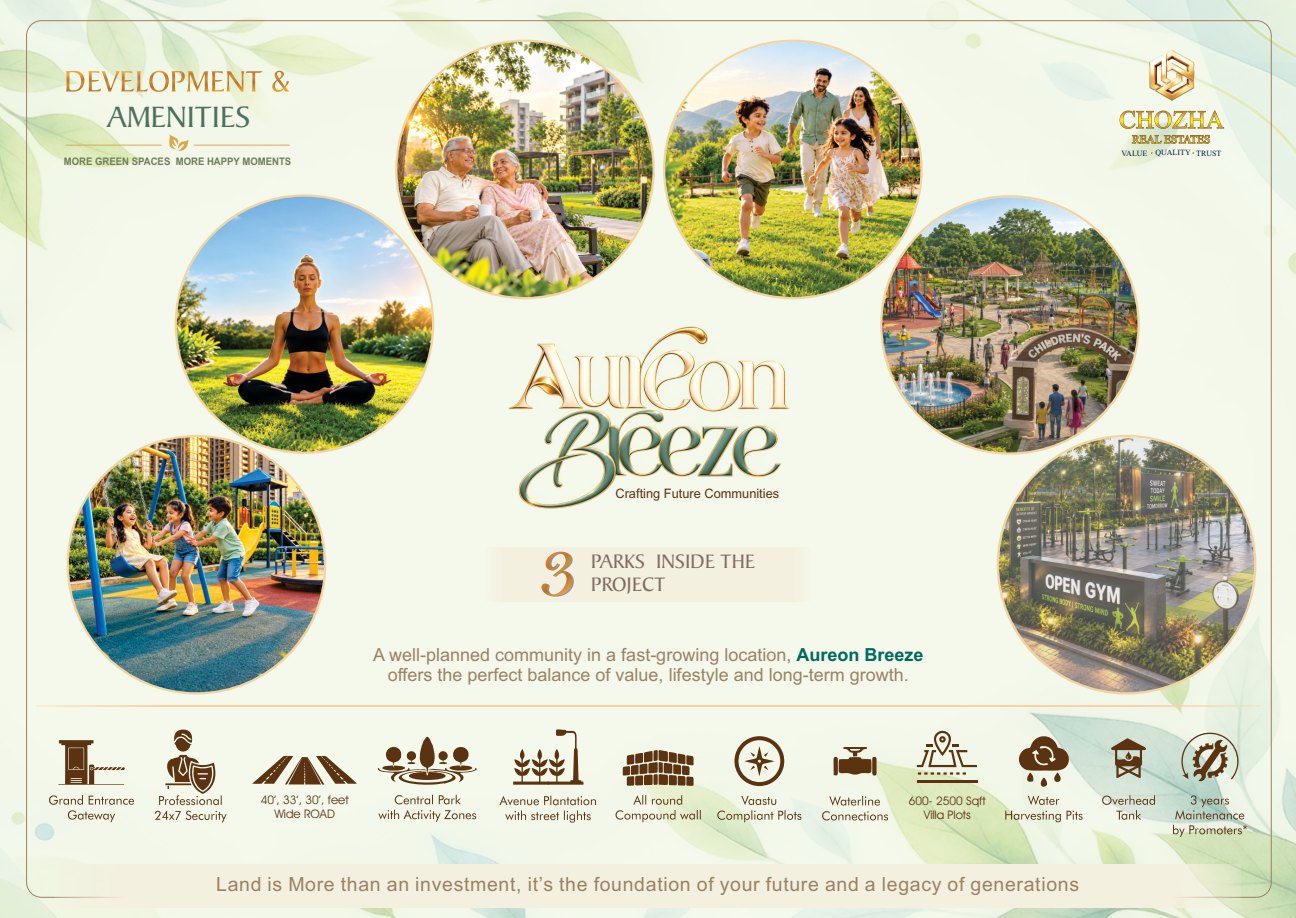 DEVELOPMENT &
AMENITIES
MORE GREEN SPACES MORE HAPPY MOMENTS
CHOZHA
REAL ESTATES
VALUE · QUALITY · TRUST
CHILDREN'S PARK
Aureon
Breeze
Crafting Future Communities
SWEAT
TODAY
SMILE
TOMORROW
OPEN GYM
STRONG BODY | STRONG MIND
3 PARKS INSIDE THE
PROJECT
A well-planned community in a fast-growing location, Aureon Breeze
offers the perfect balance of value, lifestyle and long-term growth.
Grand Entrance
Gateway
Professional
24x7 Security
40', 33', 30', feet
Wide ROAD
Central Park
with Activity Zones
Avenue Plantation
with street lights
All round
Compound wall
Vaastu
Compliant Plots
Waterline
Connections
600- 2500 Sqft
Villa Plots
Water
Harvesting Pits
Overhead
Tank
3 years
Maintenance
by Promoters*
Land is More than an investment, it's the foundation of your future and a legacy of generations